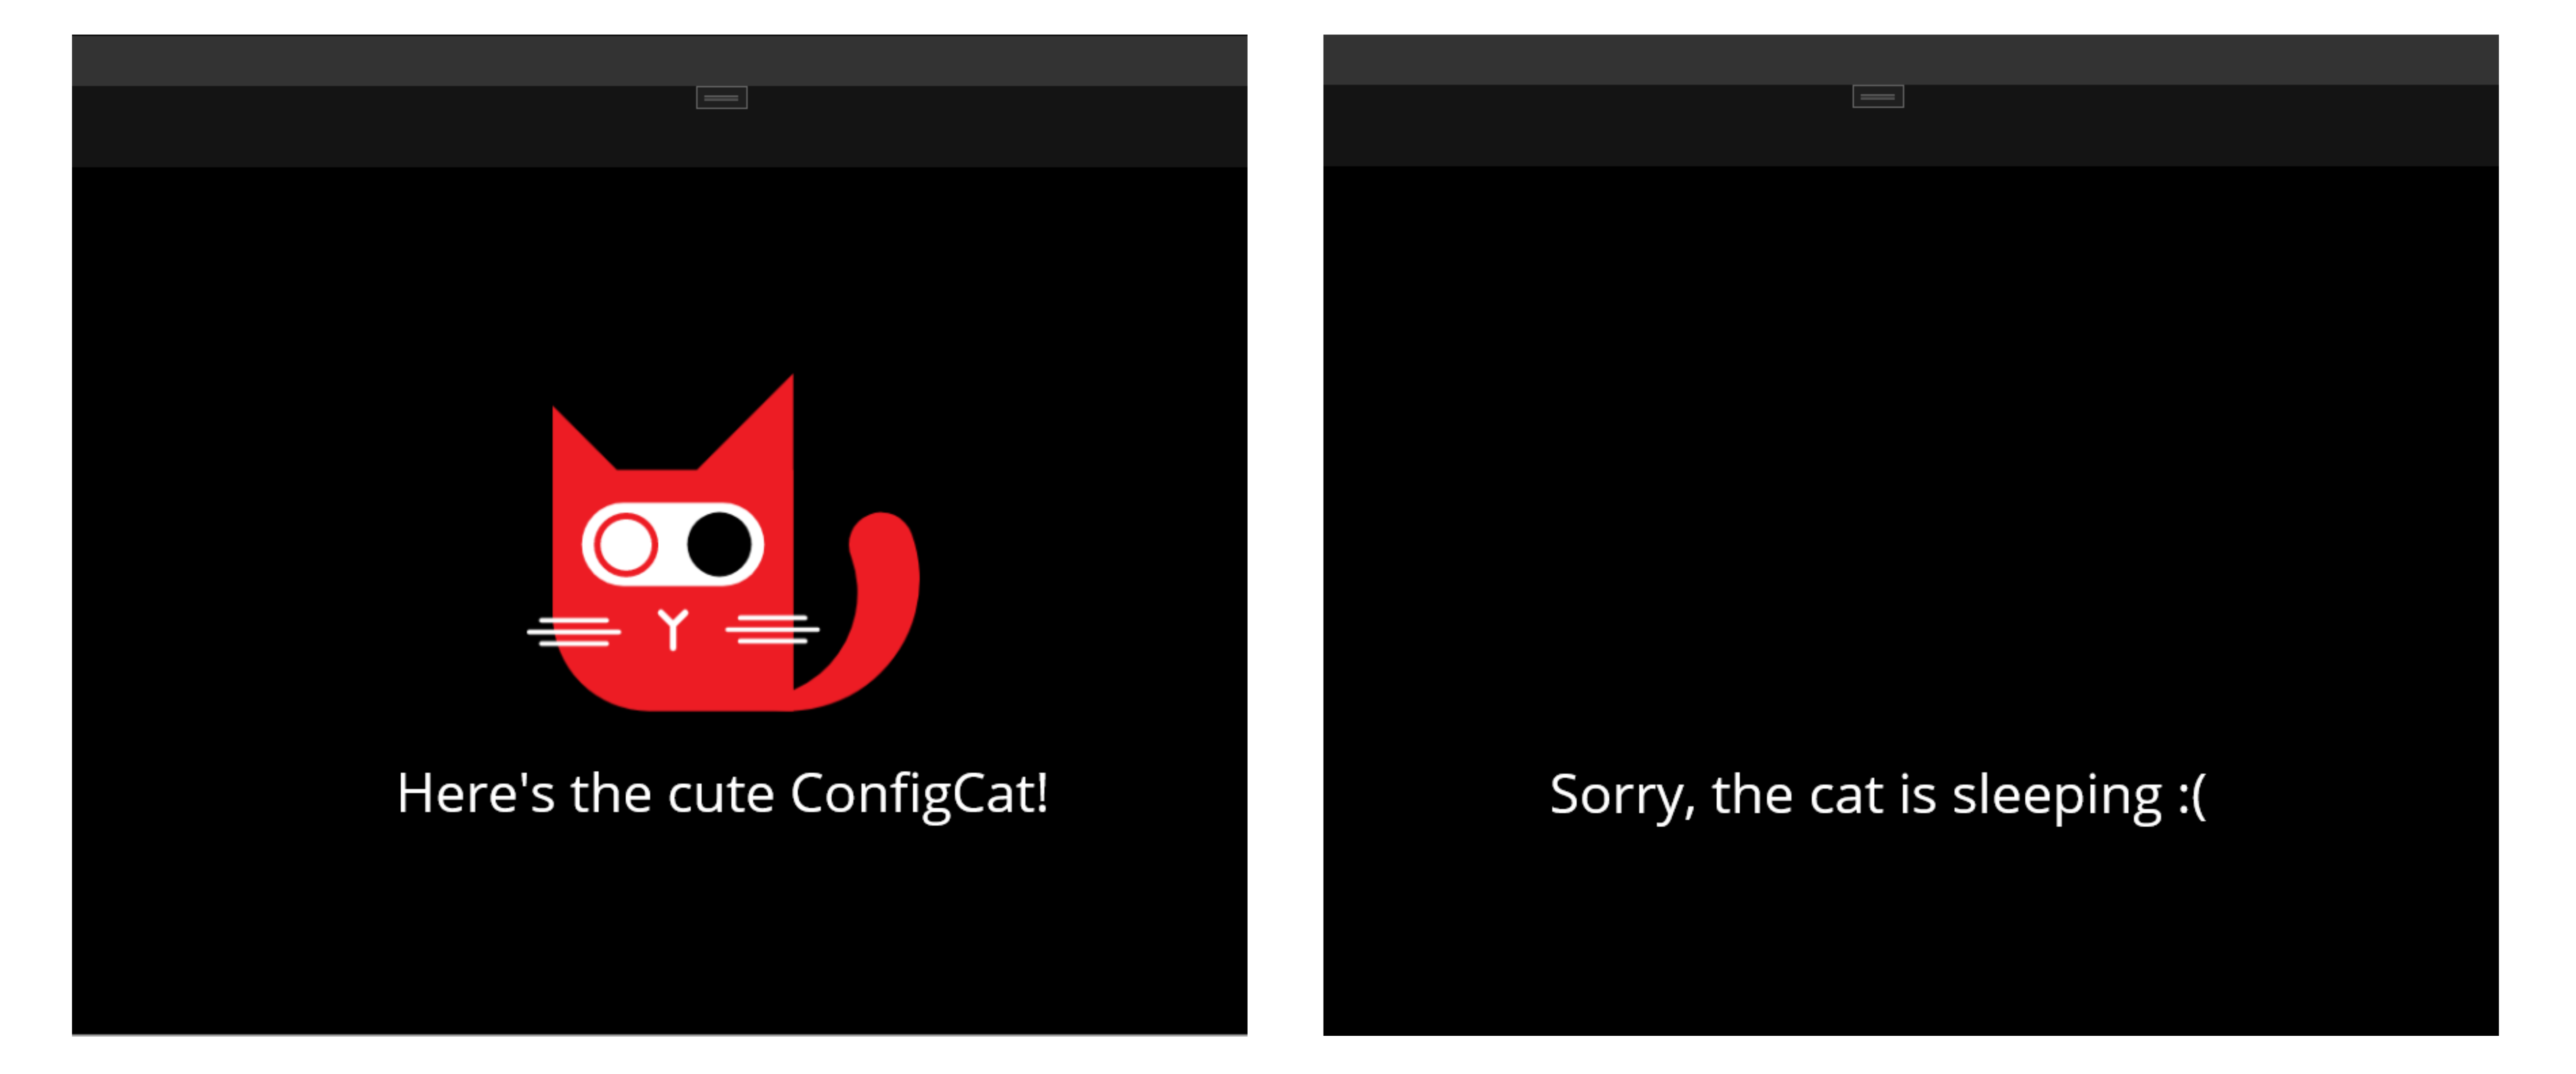 Here's the cute ConfigCat!
Sorry, the cat is sleeping :(